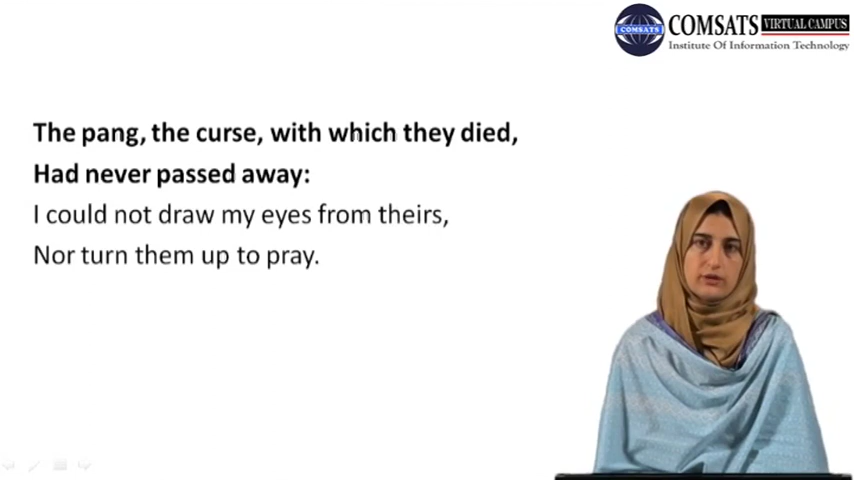 COMSATS
COMSATS VIRTUAL CAMPUS
Institute Of Information Technology
The pang, the curse, with which they died,
Had never passed away:
I could not draw my eyes from theirs,
Nor turn them up to pray.